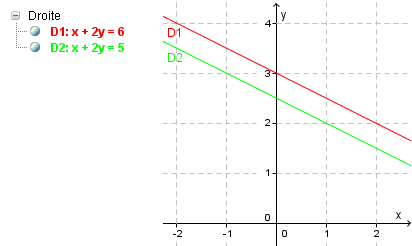 Droite
D1: x + 2y = 6
D2: x + 2y = 5
y
4
D1
D2
3
2
1
0
x
-2 -1 0 1 2